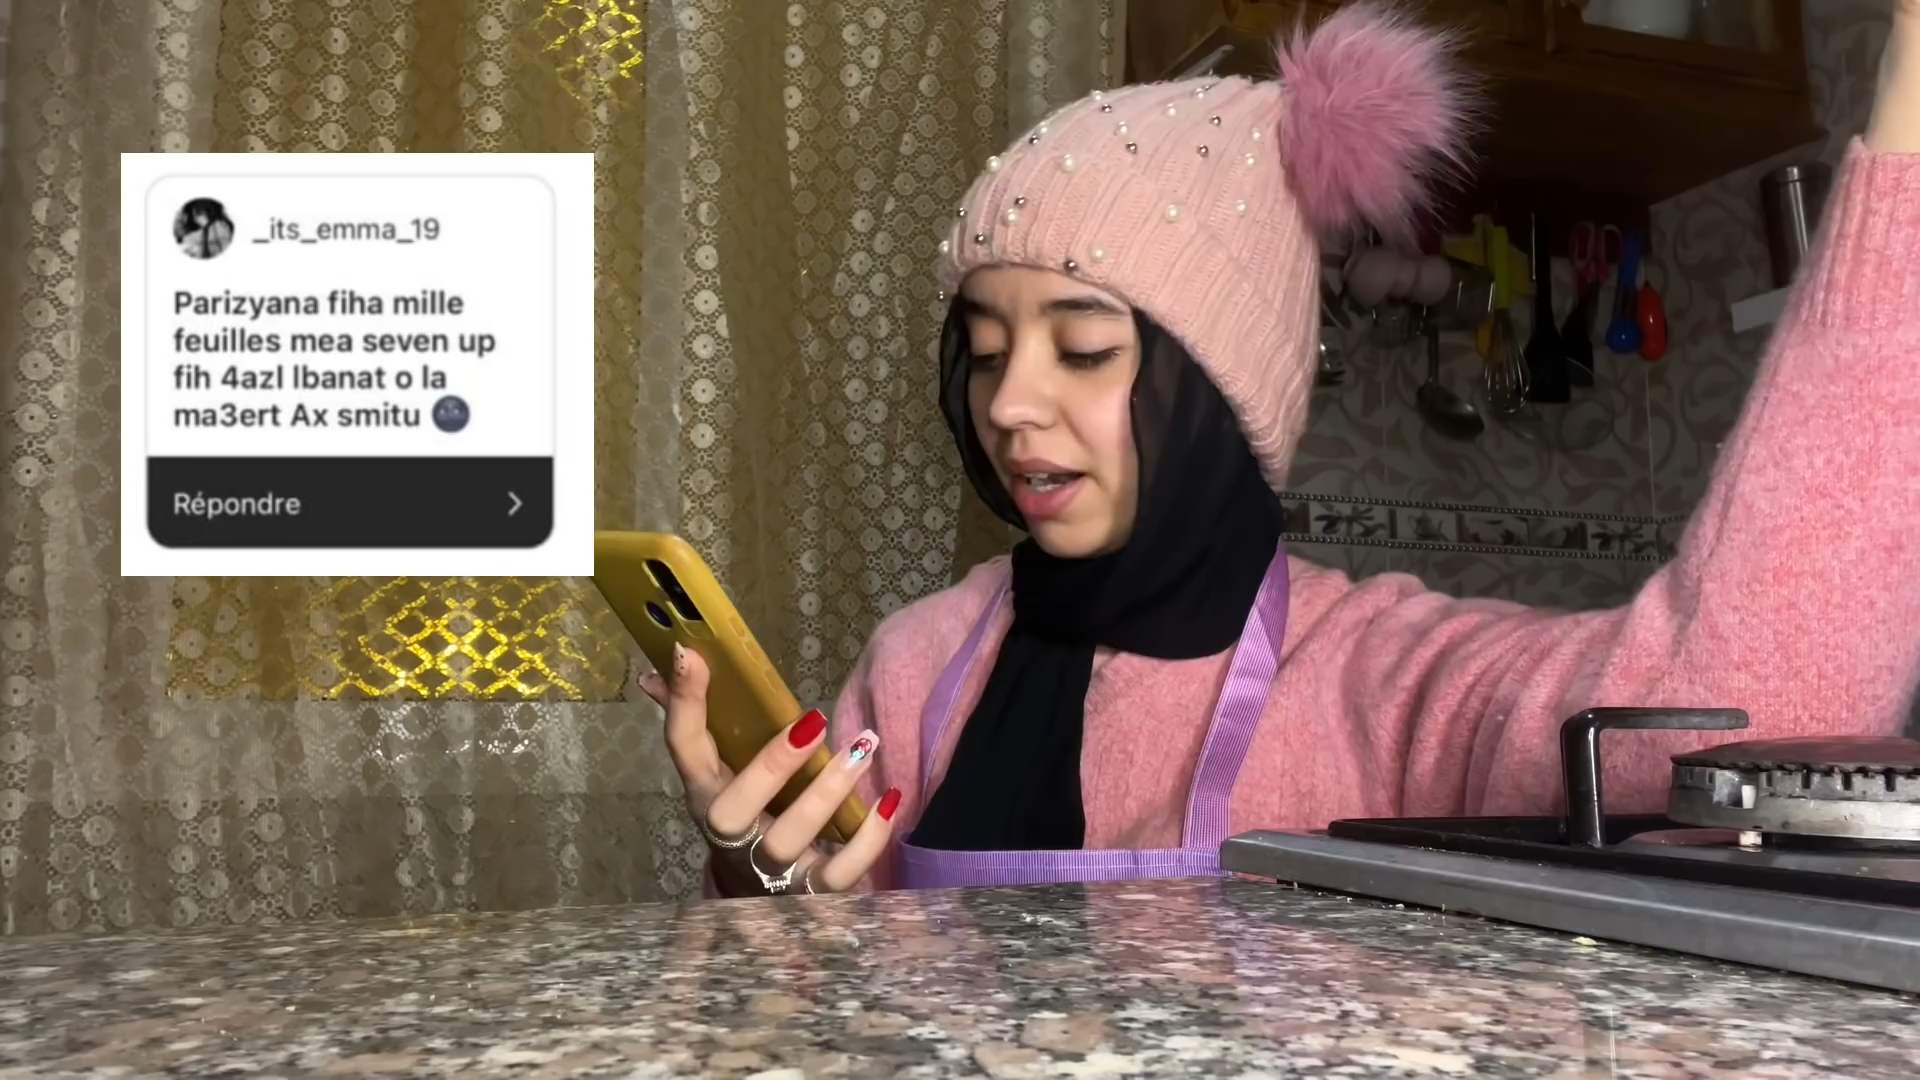 _its_emma_19
Parizyana fiha mille
feuilles mea seven up
fih 4azl lbanat o la
ma3ert Ax smitu
Répondre